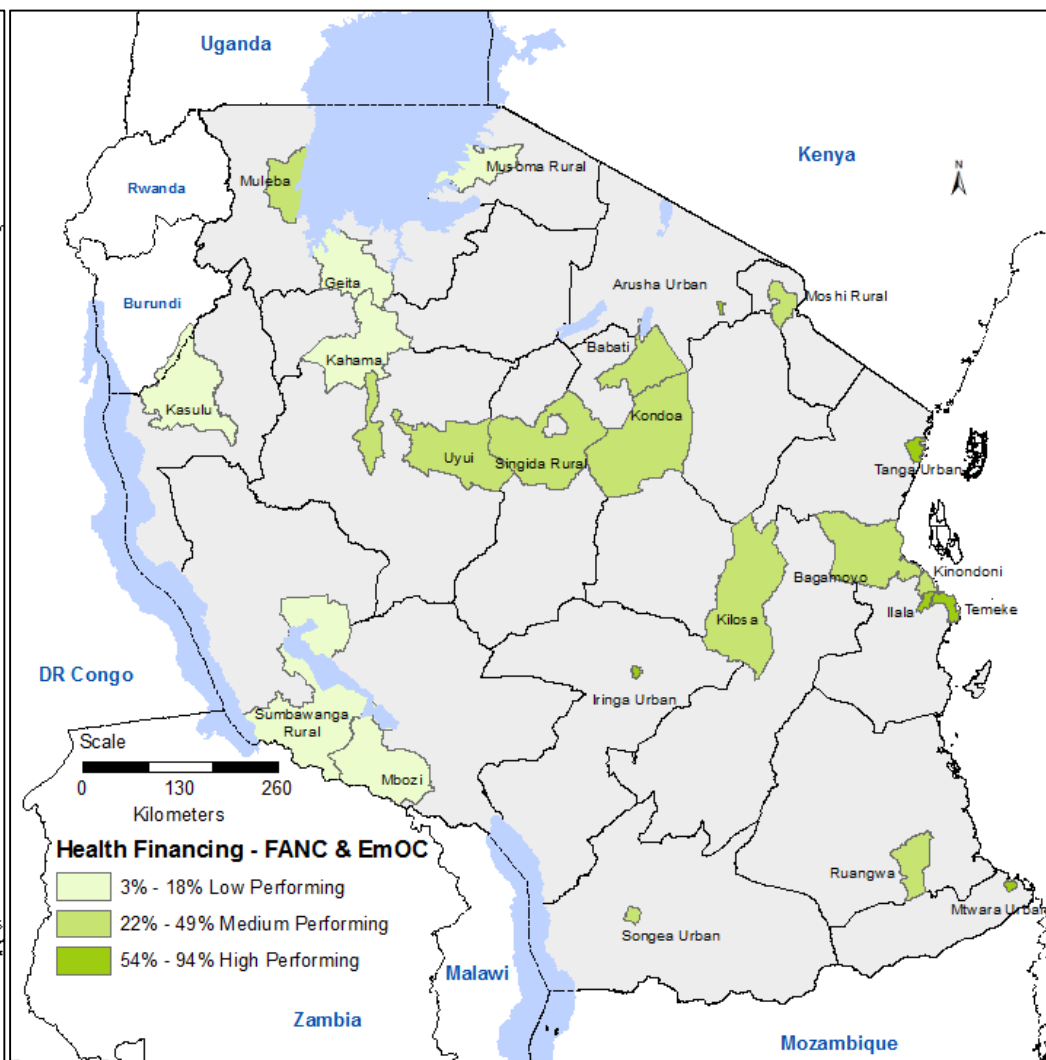 Uganda
Kenya
N
Rwanda
Muleba
Musoma Rural
Burundi
Geita
Arusha Urban
Moshi Rural
Babati
Kahama
Kasulu
Kondoa
Uyui
Singida Rural
Tanga Urban
Bagamoyo
Kinondoni
Ilala
Temeke
Kilosa
DR Congo
Iringa Urban
Sumbawanga
Rural
Mbozi
Scale
0 130 260
Kilometers
Health Financing - FANC & EmOC
3% - 18% Low Performing
22% - 49% Medium Performing
54% - 94% High Performing
Ruangwa
Mtwara Urban
Songea Urban
Malawi
Zambia
Mozambique